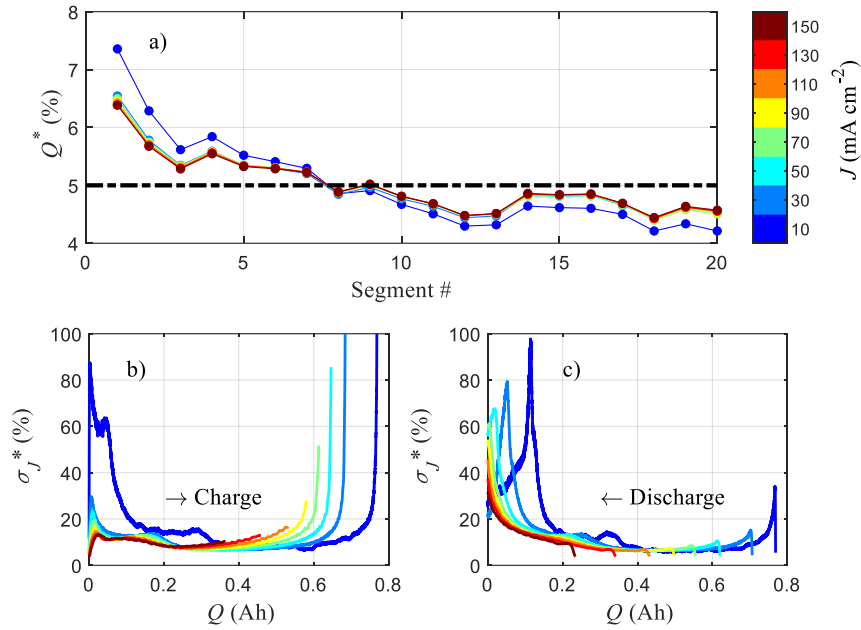 a)
8
7
6
5
4
Q* (%)
0 5 10 15 20
Segment #
150
130
110
90
70
50
30
10
J (mA cm⁻²)
b)
100
80
60
40
20
0
σ_J* (%)
→ Charge
0 0.2 0.4 0.6 0.8
Q (Ah)
c)
100
80
60
40
20
0
σ_J* (%)
← Discharge
0 0.2 0.4 0.6 0.8
Q (Ah)